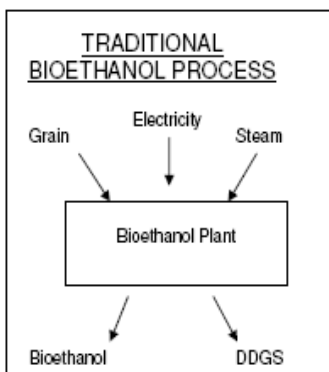 TRADITIONAL
BIOETHANOL PROCESS
Electricity
Grain Steam
Bioethanol Plant
Bioethanol DDGS